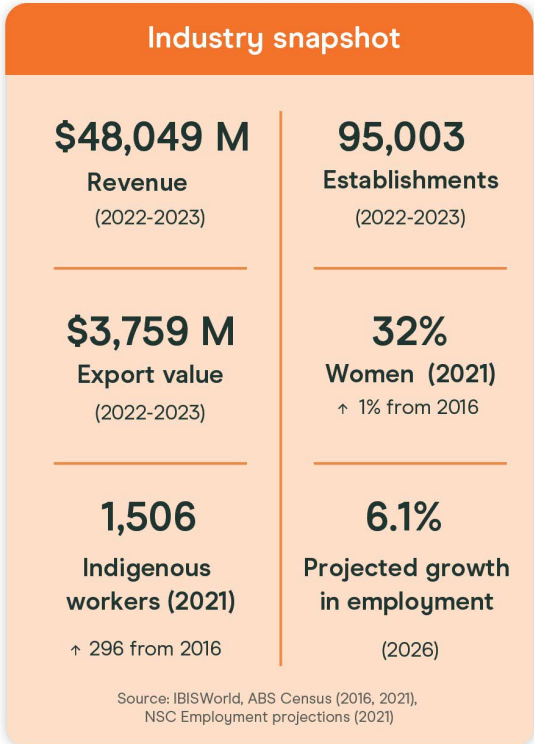 Industry snapshot
$48,049 M
Revenue
(2022-2023)
95,003
Establishments
(2022-2023)
$3,759 M
Export value
(2022-2023)
32%
Women (2021)
↑ 1% from 2016
1,506
Indigenous
workers (2021)
↑ 296 from 2016
6.1%
Projected growth
in employment
(2026)
Source: IBISWorld, ABS Census (2016, 2021),
NSC Employment projections (2021)